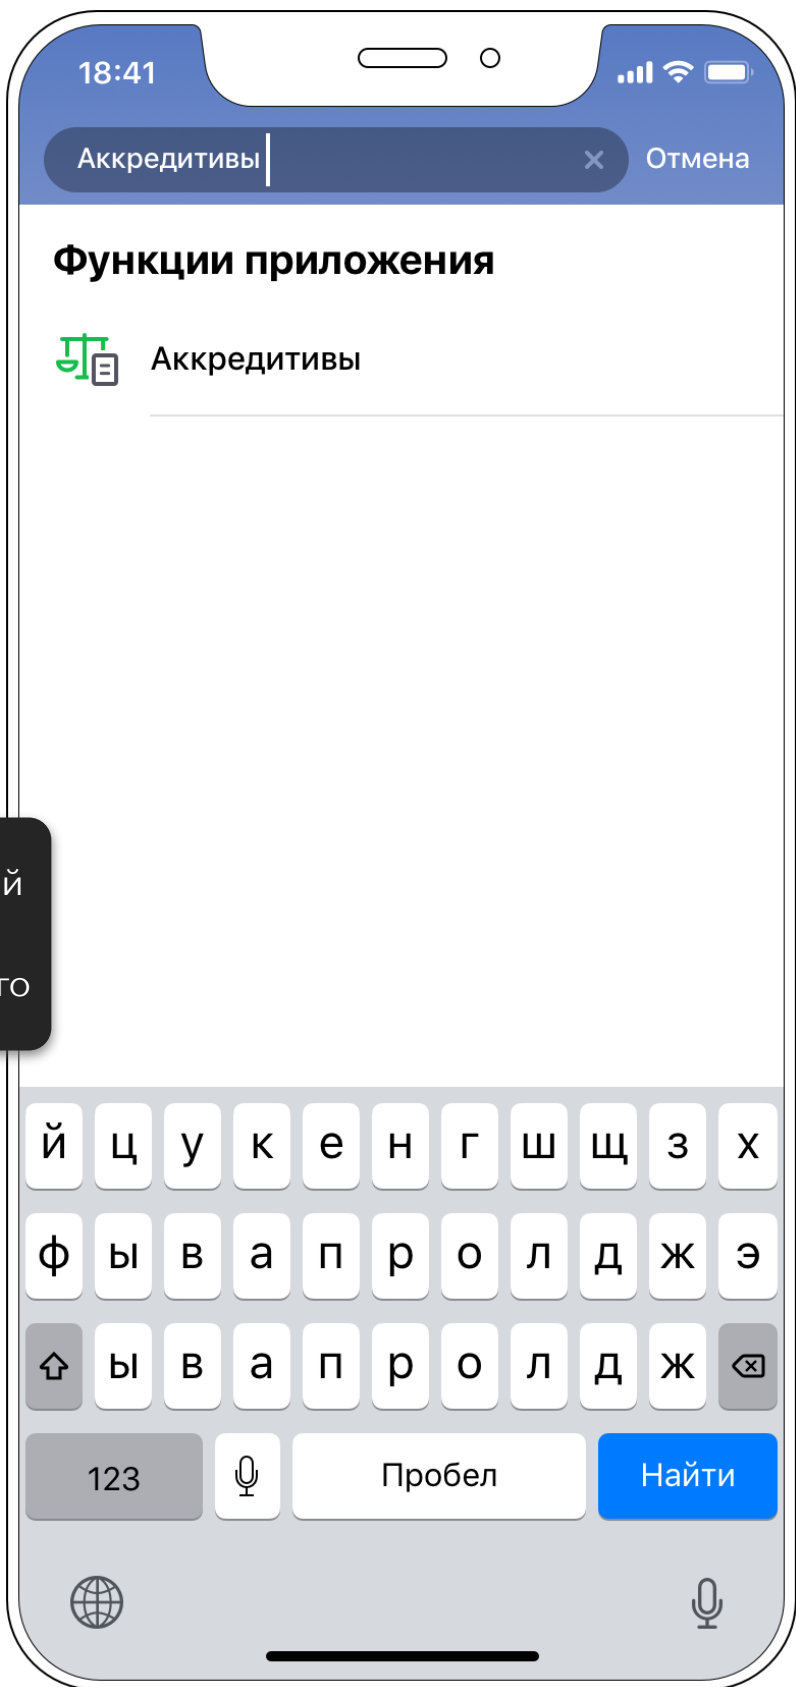 18:41
Аккредитивы
Отмена
Функции приложения
Аккредитивы
й
го
й ц у к е н г ш щ з х
ф ы в а п р о л д ж э
ы в а п р о л д ж
123
Пробел
Найти